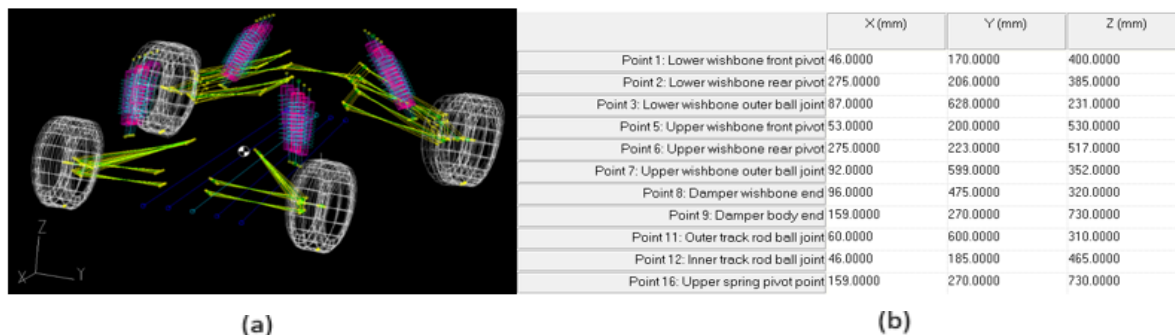 X (mm) Y (mm) Z (mm)
Point 1: Lower wishbone front pivot 46.0000 170.0000 400.0000
Point 2: Lower wishbone rear pivot 275.0000 206.0000 385.0000
Point 3: Lower wishbone outer ball joint 87.0000 628.0000 231.0000
Point 5: Upper wishbone front pivot 53.0000 200.0000 530.0000
Point 6: Upper wishbone rear pivot 275.0000 223.0000 517.0000
Point 7: Upper wishbone outer ball joint 92.0000 599.0000 352.0000
Point 8: Damper wishbone end 96.0000 475.0000 320.0000
Point 9: Damper body end 159.0000 270.0000 730.0000
Point 11: Outer track rod ball joint 60.0000 600.0000 310.0000
Point 12: Inner track rod ball joint 46.0000 185.0000 465.0000
Point 16: Upper spring pivot point 159.0000 270.0000 730.0000
Z
X Y
(a) (b)